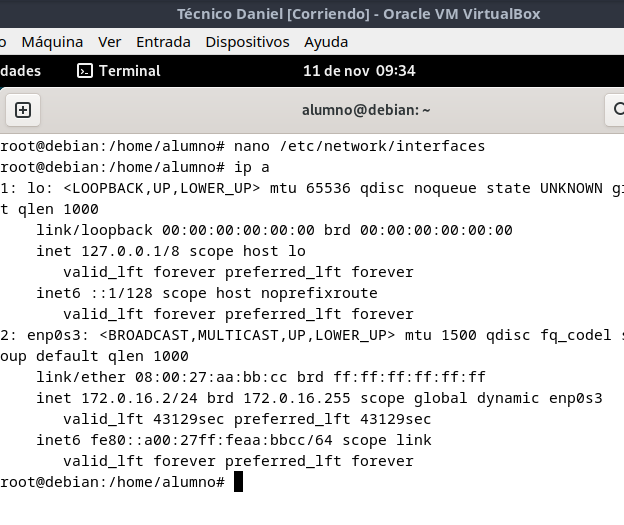 Técnico Daniel [Corriendo] - Oracle VM VirtualBox
Máquina Ver Entrada Dispositivos Ayuda
Terminal 11 de nov 09:34
alumno@debian: ~
root@debian:/home/alumno# nano /etc/network/interfaces
root@debian:/home/alumno# ip a
1: lo: <LOOPBACK,UP,LOWER_UP> mtu 65536 qdisc noqueue state UNKNOWN
t qlen 1000
link/loopback 00:00:00:00:00:00 brd 00:00:00:00:00:00
inet 127.0.0.1/8 scope host lo
valid_lft forever preferred_lft forever
inet6 ::1/128 scope host noprefixroute
valid_lft forever preferred_lft forever
2: enp0s3: <BROADCAST,MULTICAST,UP,LOWER_UP> mtu 1500 qdisc fq_codel
oup default qlen 1000
link/ether 08:00:27:aa:bb:cc brd ff:ff:ff:ff:ff:ff
inet 172.0.16.2/24 brd 172.0.16.255 scope global dynamic enp0s3
valid_lft 43129sec preferred_lft 43129sec
inet6 fe80::a00:27ff:feaa:bbcc/64 scope link
valid_lft forever preferred_lft forever
root@debian:/home/alumno#